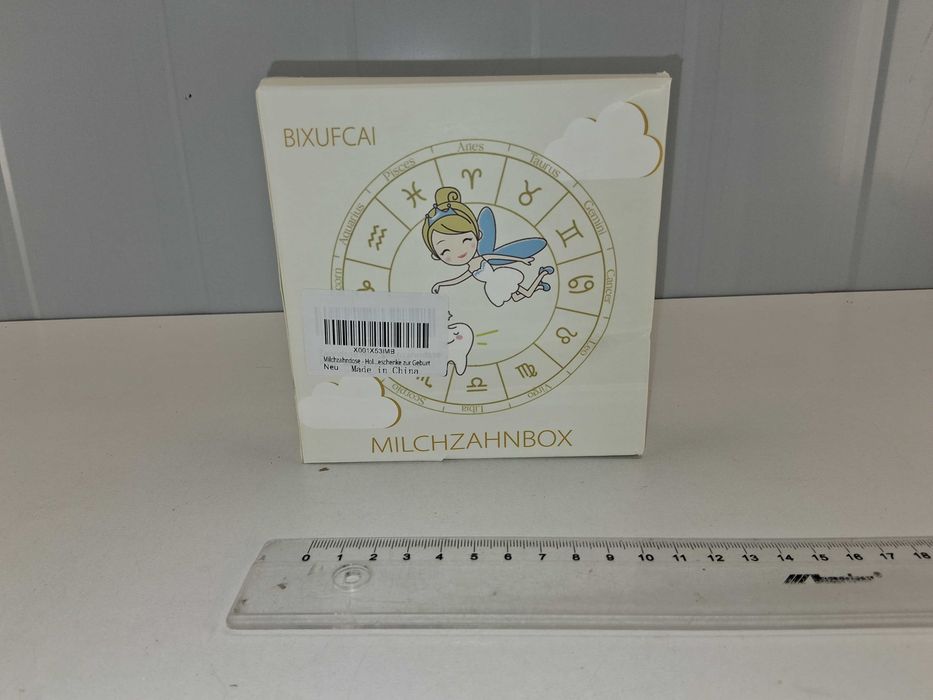 BIXUFCAI
Aries
Taurus
Gemini
Cancer
Leo
Virgo
Libra
Scorpio
corn
Aquarius
Pisces
X001X53IMB
Milchzahndose - Hol...eschenke zur Geburt
Neu Made in China
MILCHZAHNBOX
0 1 2 3 4 5 6 7 8 9 10 11 12 13 14 15 16 17 18